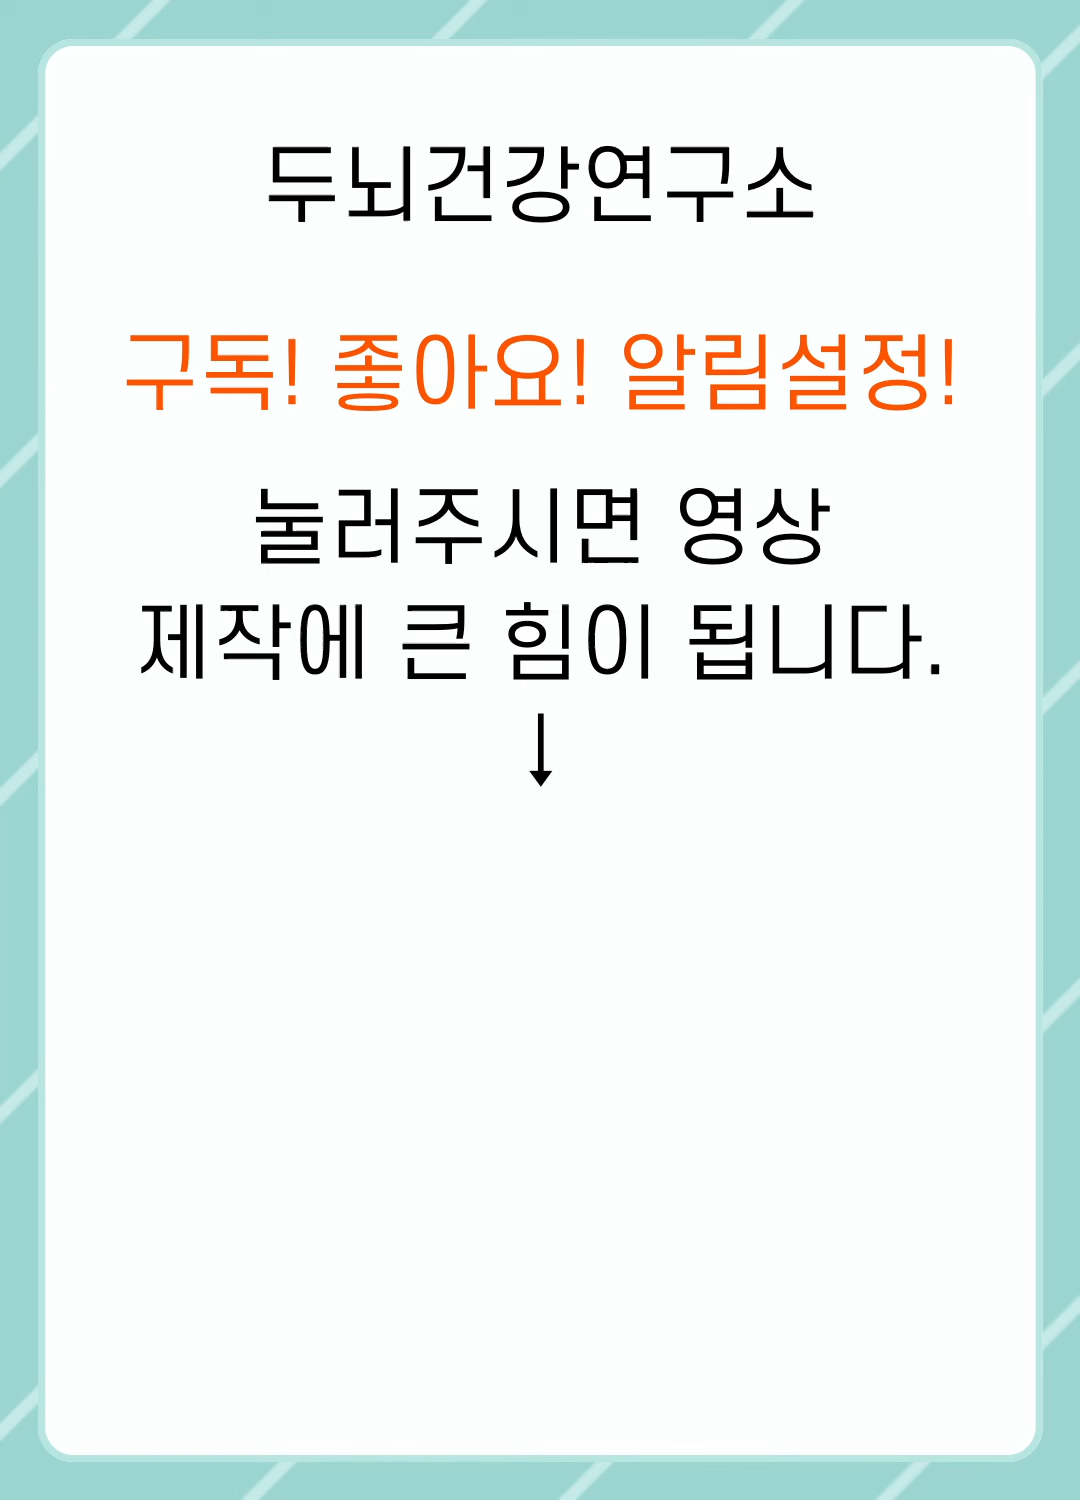 두뇌건강연구소
구독! 좋아요! 알림설정!
눌러주시면 영상
제작에 큰 힘이 됩니다.
↓